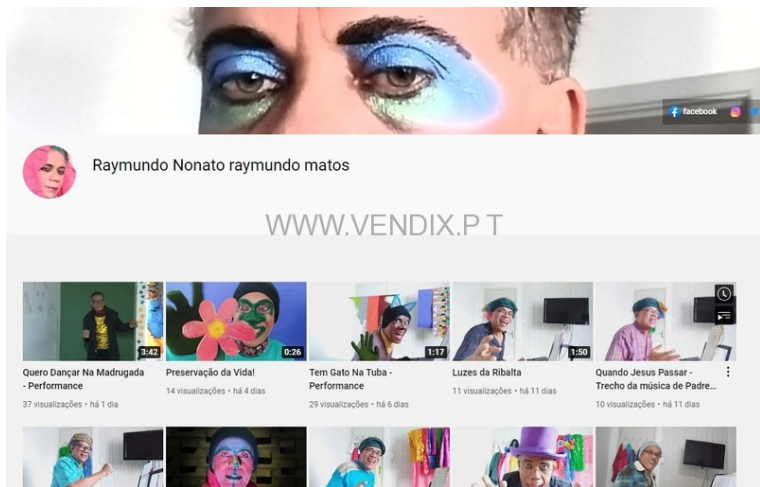 facebook
Raymundo Nonato raymundo matos
WWW.VENDIX.PT
3:42
0:26
1:17
1:50
Quero Dançar Na Madrugada
- Performance
37 visualizações • há 1 dia
Preservação da Vida!
14 visualizações • há 4 dias
Tem Gato Na Tuba -
Performance
29 visualizações • há 6 dias
Luzes da Ribalta
11 visualizações • há 11 dias
Quando Jesus Passar -
Trecho da música de Padre...
10 visualizações • há 11 dias